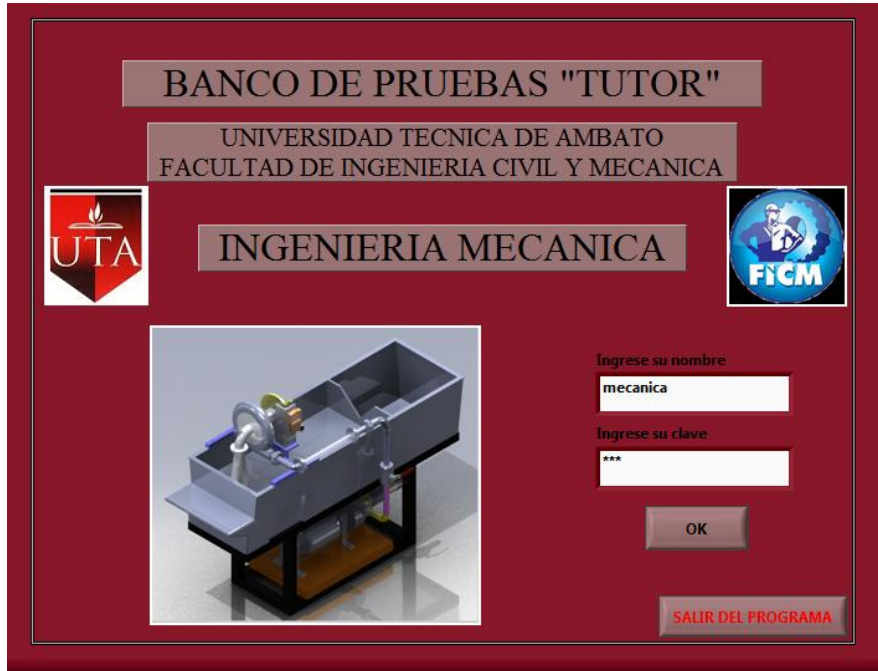 BANCO DE PRUEBAS "TUTOR"
UNIVERSIDAD TECNICA DE AMBATO
FACULTAD DE INGENIERIA CIVIL Y MECANICA
UTA
INGENIERIA MECANICA
FICM
Ingrese su nombre
mecanica
Ingrese su clave
***
OK
SALIR DEL PROGRAMA